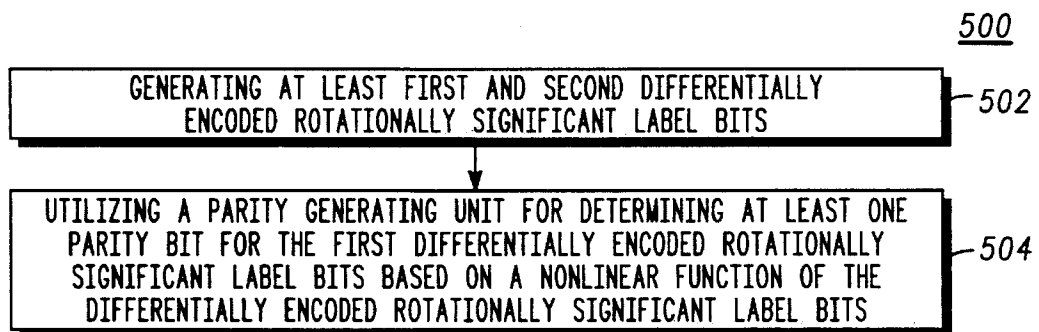 500
GENERATING AT LEAST FIRST AND SECOND DIFFERENTIALLY
ENCODED ROTATIONALLY SIGNIFICANT LABEL BITS
502
UTILIZING A PARITY GENERATING UNIT FOR DETERMINING AT LEAST ONE
PARITY BIT FOR THE FIRST DIFFERENTIALLY ENCODED ROTATIONALLY
SIGNIFICANT LABEL BITS BASED ON A NONLINEAR FUNCTION OF THE
DIFFERENTIALLY ENCODED ROTATIONALLY SIGNIFICANT LABEL BITS
504